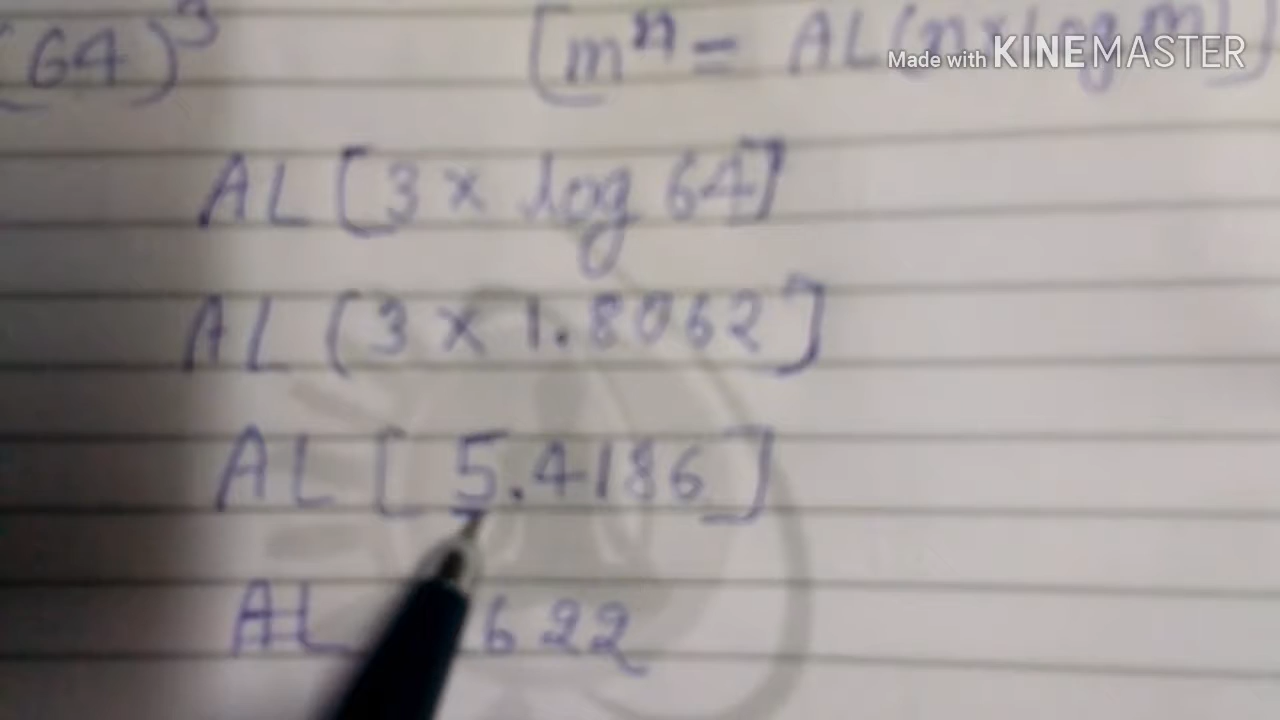 (64)³ [mⁿ = AL(n x log m)]
Made with KINEMASTER
AL [3 x log 64]
AL (3 x 1.8062]
AL [ 5.4186 ]
AL 622